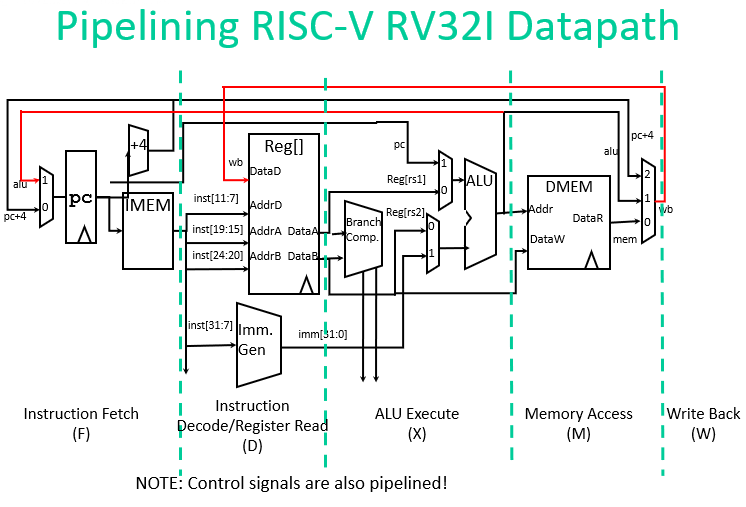 Pipelining RISC-V RV32I Datapath
pc+4
+4
Reg[]
wb
DataD
pc
alu
1
pc
IMEM
0
pc+4
inst[11:7]
AddrD
inst[19:15]
AddrA
DataA
inst[24:20]
AddrB
DataB
1
ALU
Reg[rs1]
0
Reg[rs2]
Branch
Comp.
0
1
DMEM
Addr
DataR
DataW
alu
2
1
wb
0
mem
inst[31:7]
Imm.
Gen
imm[31:0]
Instruction Fetch
(F)
Instruction
Decode/Register Read
(D)
ALU Execute
(X)
Memory Access
(M)
Write Back
(W)
NOTE: Control signals are also pipelined!